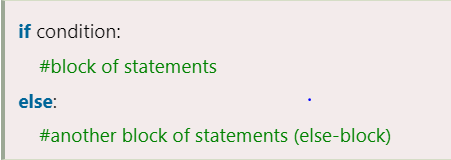 if condition:
#block of statements
else:
#another block of statements (else-block)